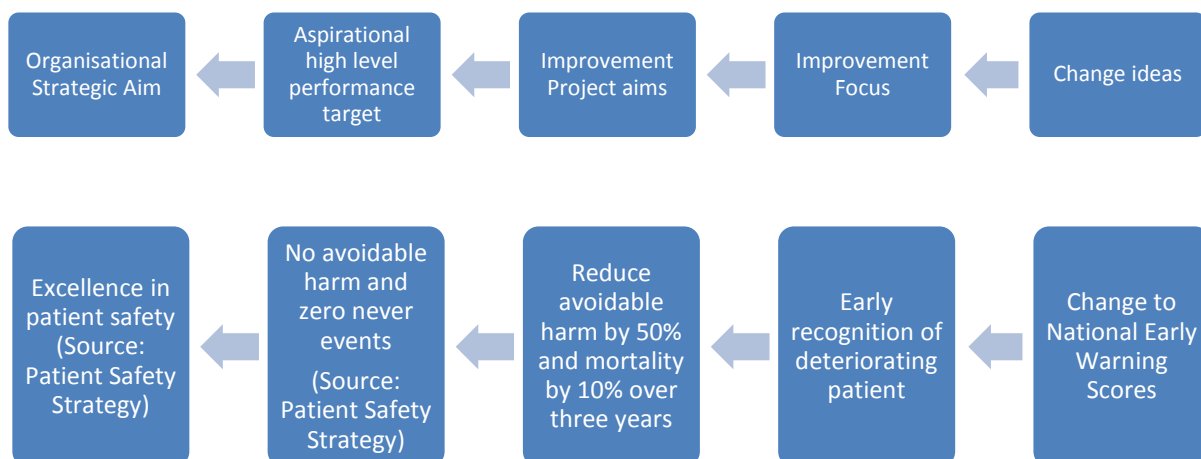 Organisational
Strategic Aim
Aspirational
high level
performance
target
Improvement
Project aims
Improvement
Focus
Change ideas
Excellence in
patient safety
(Source:
Patient Safety
Strategy)
No avoidable
harm and
zero never
events
(Source:
Patient Safety
Strategy)
Reduce
avoidable
harm by 50%
and mortality
by 10% over
three years
Early
recognition of
deteriorating
patient
Change to
National Early
Warning
Scores